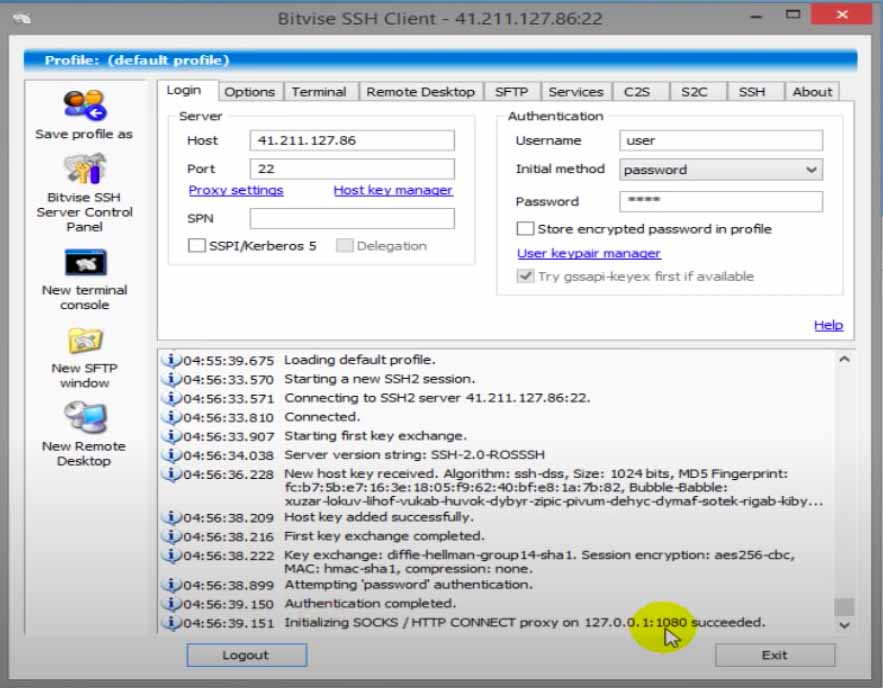 Bitvise SSH Client - 41.211.127.86:22
Profile: (default profile)
Save profile as
Bitvise SSH
Server Control
Panel
New terminal
console
New SFTP
window
New Remote
Desktop
Login Options Terminal Remote Desktop SFTP Services C2S S2C SSH About
Server
Host 41.211.127.86
Port 22
Proxy settings Host key manager
SPN
SSPI/Kerberos 5 Delegation
Authentication
Username user
Initial method password
Password ****
Store encrypted password in profile
User keypair manager
Try gssapi-keyex first if available
Help
04:55:39.675 Loading default profile.
04:56:33.570 Starting a new SSH2 session.
04:56:33.571 Connecting to SSH2 server 41.211.127.86:22.
04:56:33.810 Connected.
04:56:33.907 Starting first key exchange.
04:56:34.038 Server version string: SSH-2.0-ROSSSH
04:56:36.228 New host key received. Algorithm: ssh-dss, Size: 1024 bits, MD5 Fingerprint:
fc:b7:5b:e7:16:3e:18:05:f9:62:40:bf:e8:1a:7b:82, Bubble-Babble:
xuzar-lokuv-lihof-vukab-huvok-dybyr-zipic-pivum-dehyc-dymaf-sotek-rigab-kiby...
04:56:38.209 Host key added successfully.
04:56:38.216 First key exchange completed.
04:56:38.222 Key exchange: diffie-hellman-group14-sha1. Session encryption: aes256-cbc,
MAC: hmac-sha1, compression: none.
04:56:38.899 Attempting 'password' authentication.
04:56:39.150 Authentication completed.
04:56:39.151 Initializing SOCKS / HTTP CONNECT proxy on 127.0.0.1:1080 succeeded.
Logout Exit